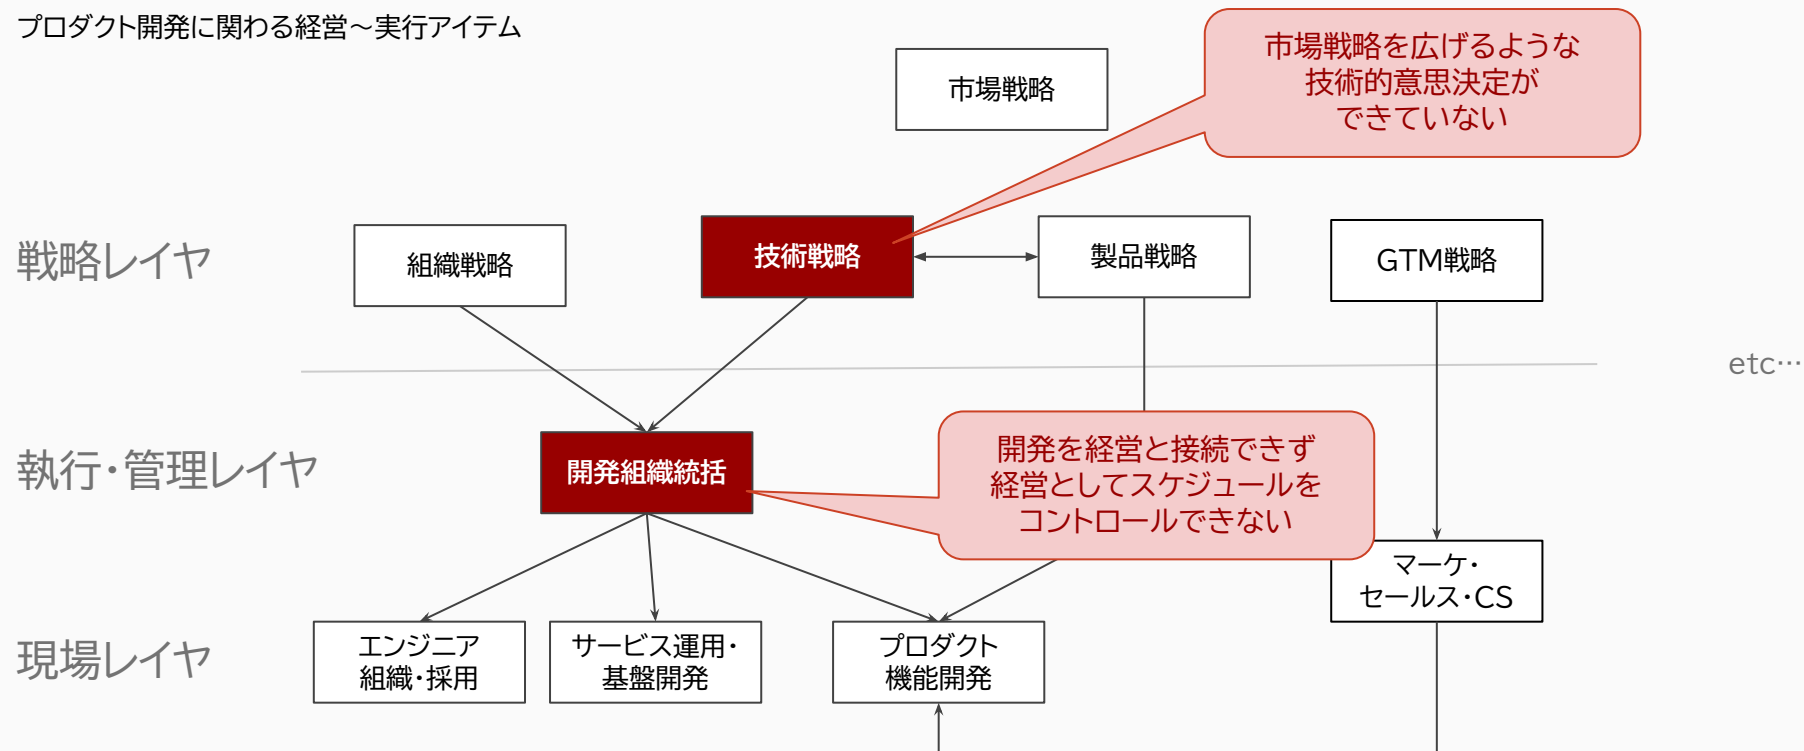 プロダクト開発に関わる経営～実行アイテム
市場戦略を広げるような
技術的意思決定が
できていない
市場戦略
戦略レイヤ
組織戦略
技術戦略
製品戦略
GTM戦略
etc…
執行・管理レイヤ
開発組織統括
開発を経営と接続できず
経営としてスケジュールを
コントロールできない
マーケ・
セールス・CS
現場レイヤ
エンジニア
組織・採用
サービス運用・
基盤開発
プロダクト
機能開発